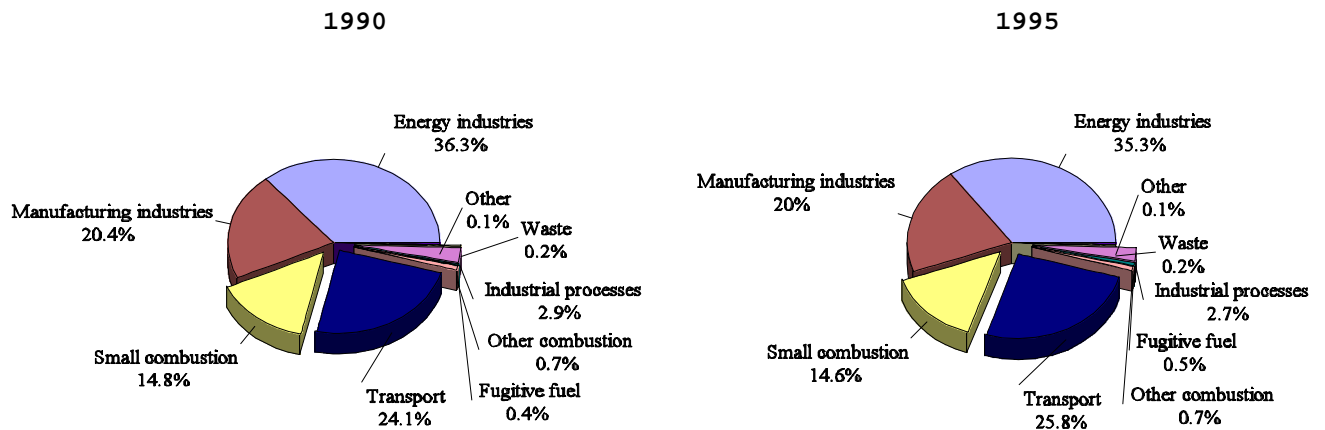 1990
Energy industries
36.3%
Other
0.1%
Manufacturing industries
20.4%
Waste
0.2%
Industrial processes
2.9%
Other combustion
0.7%
Small combustion
14.8%
Fugitive fuel
0.4%
Transport
24.1%
1995
Energy industries
35.3%
Manufacturing industries
20%
Other
0.1%
Waste
0.2%
Industrial processes
2.7%
Fugitive fuel
0.5%
Small combustion
14.6%
Other combustion
0.7%
Transport
25.8%